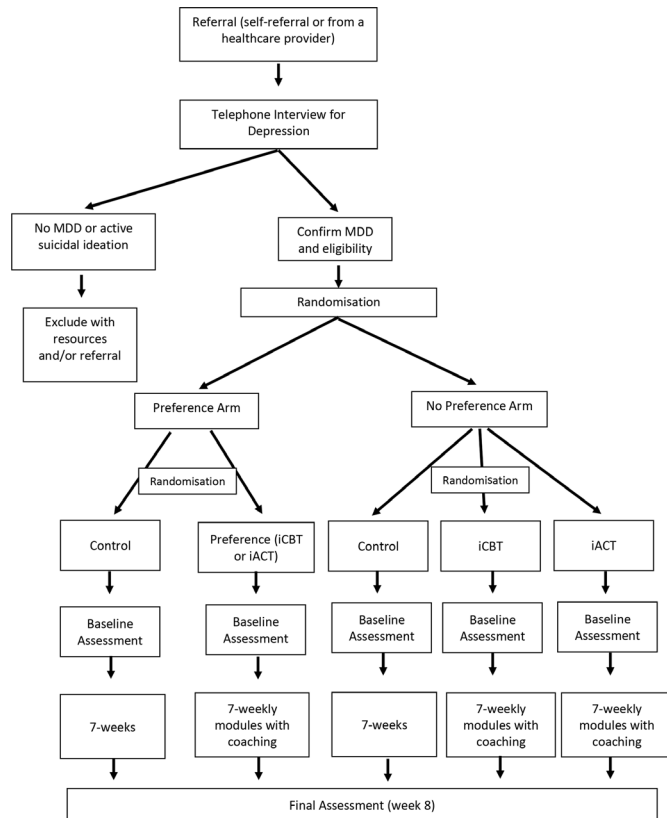 Referral (self-referral or from a
healthcare provider)
Telephone Interview for
Depression
No MDD or active
suicidal ideation
Confirm MDD
and eligibility
Exclude with
resources
and/or referral
Randomisation
Preference Arm
No Preference Arm
Randomisation
Randomisation
Control
Preference (iCBT
or iACT)
Control
iCBT
iACT
Baseline
Assessment
Baseline
Assessment
Baseline
Assessment
Baseline
Assessment
Baseline
Assessment
7-weeks
7-weekly
modules with
coaching
7-weeks
7-weekly
modules with
coaching
7-weekly
modules with
coaching
Final Assessment (week 8)